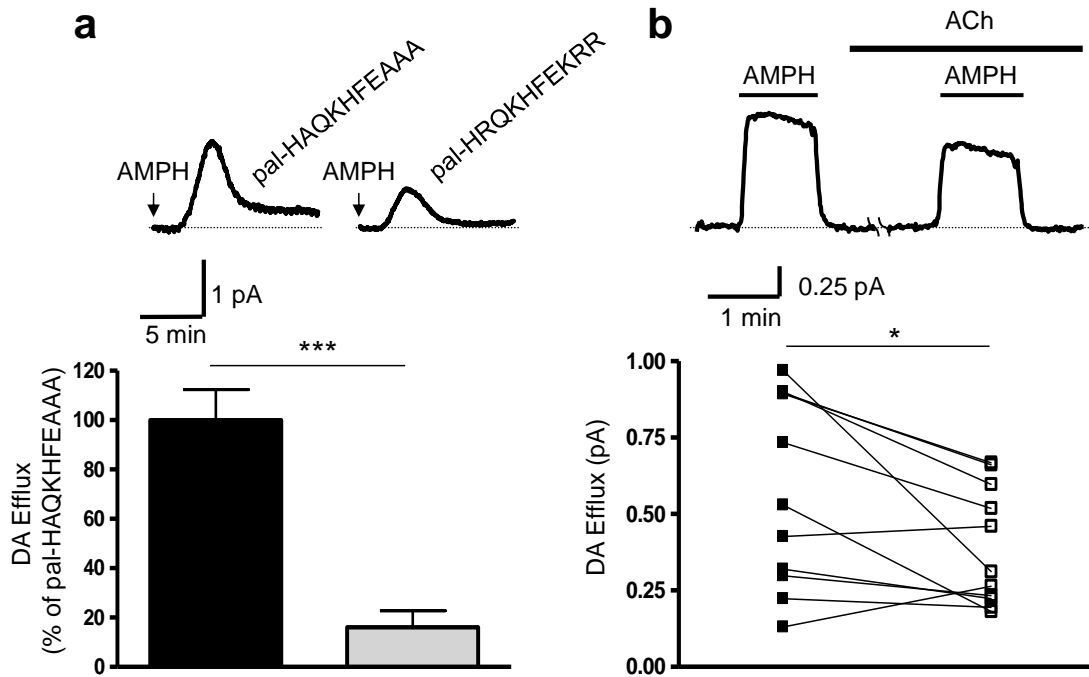 a
AMPH
pal-HAQKHFEAAA
AMPH
pal-HRQKHFEKRR
1 pA
5 min
***
DA Efflux
(% of pal-HAQKHFEAAA)
120
100
80
60
40
20
0
b
ACh
AMPH
AMPH
0.25 pA
1 min
*
DA Efflux (pA)
1.00
0.75
0.50
0.25
0.00